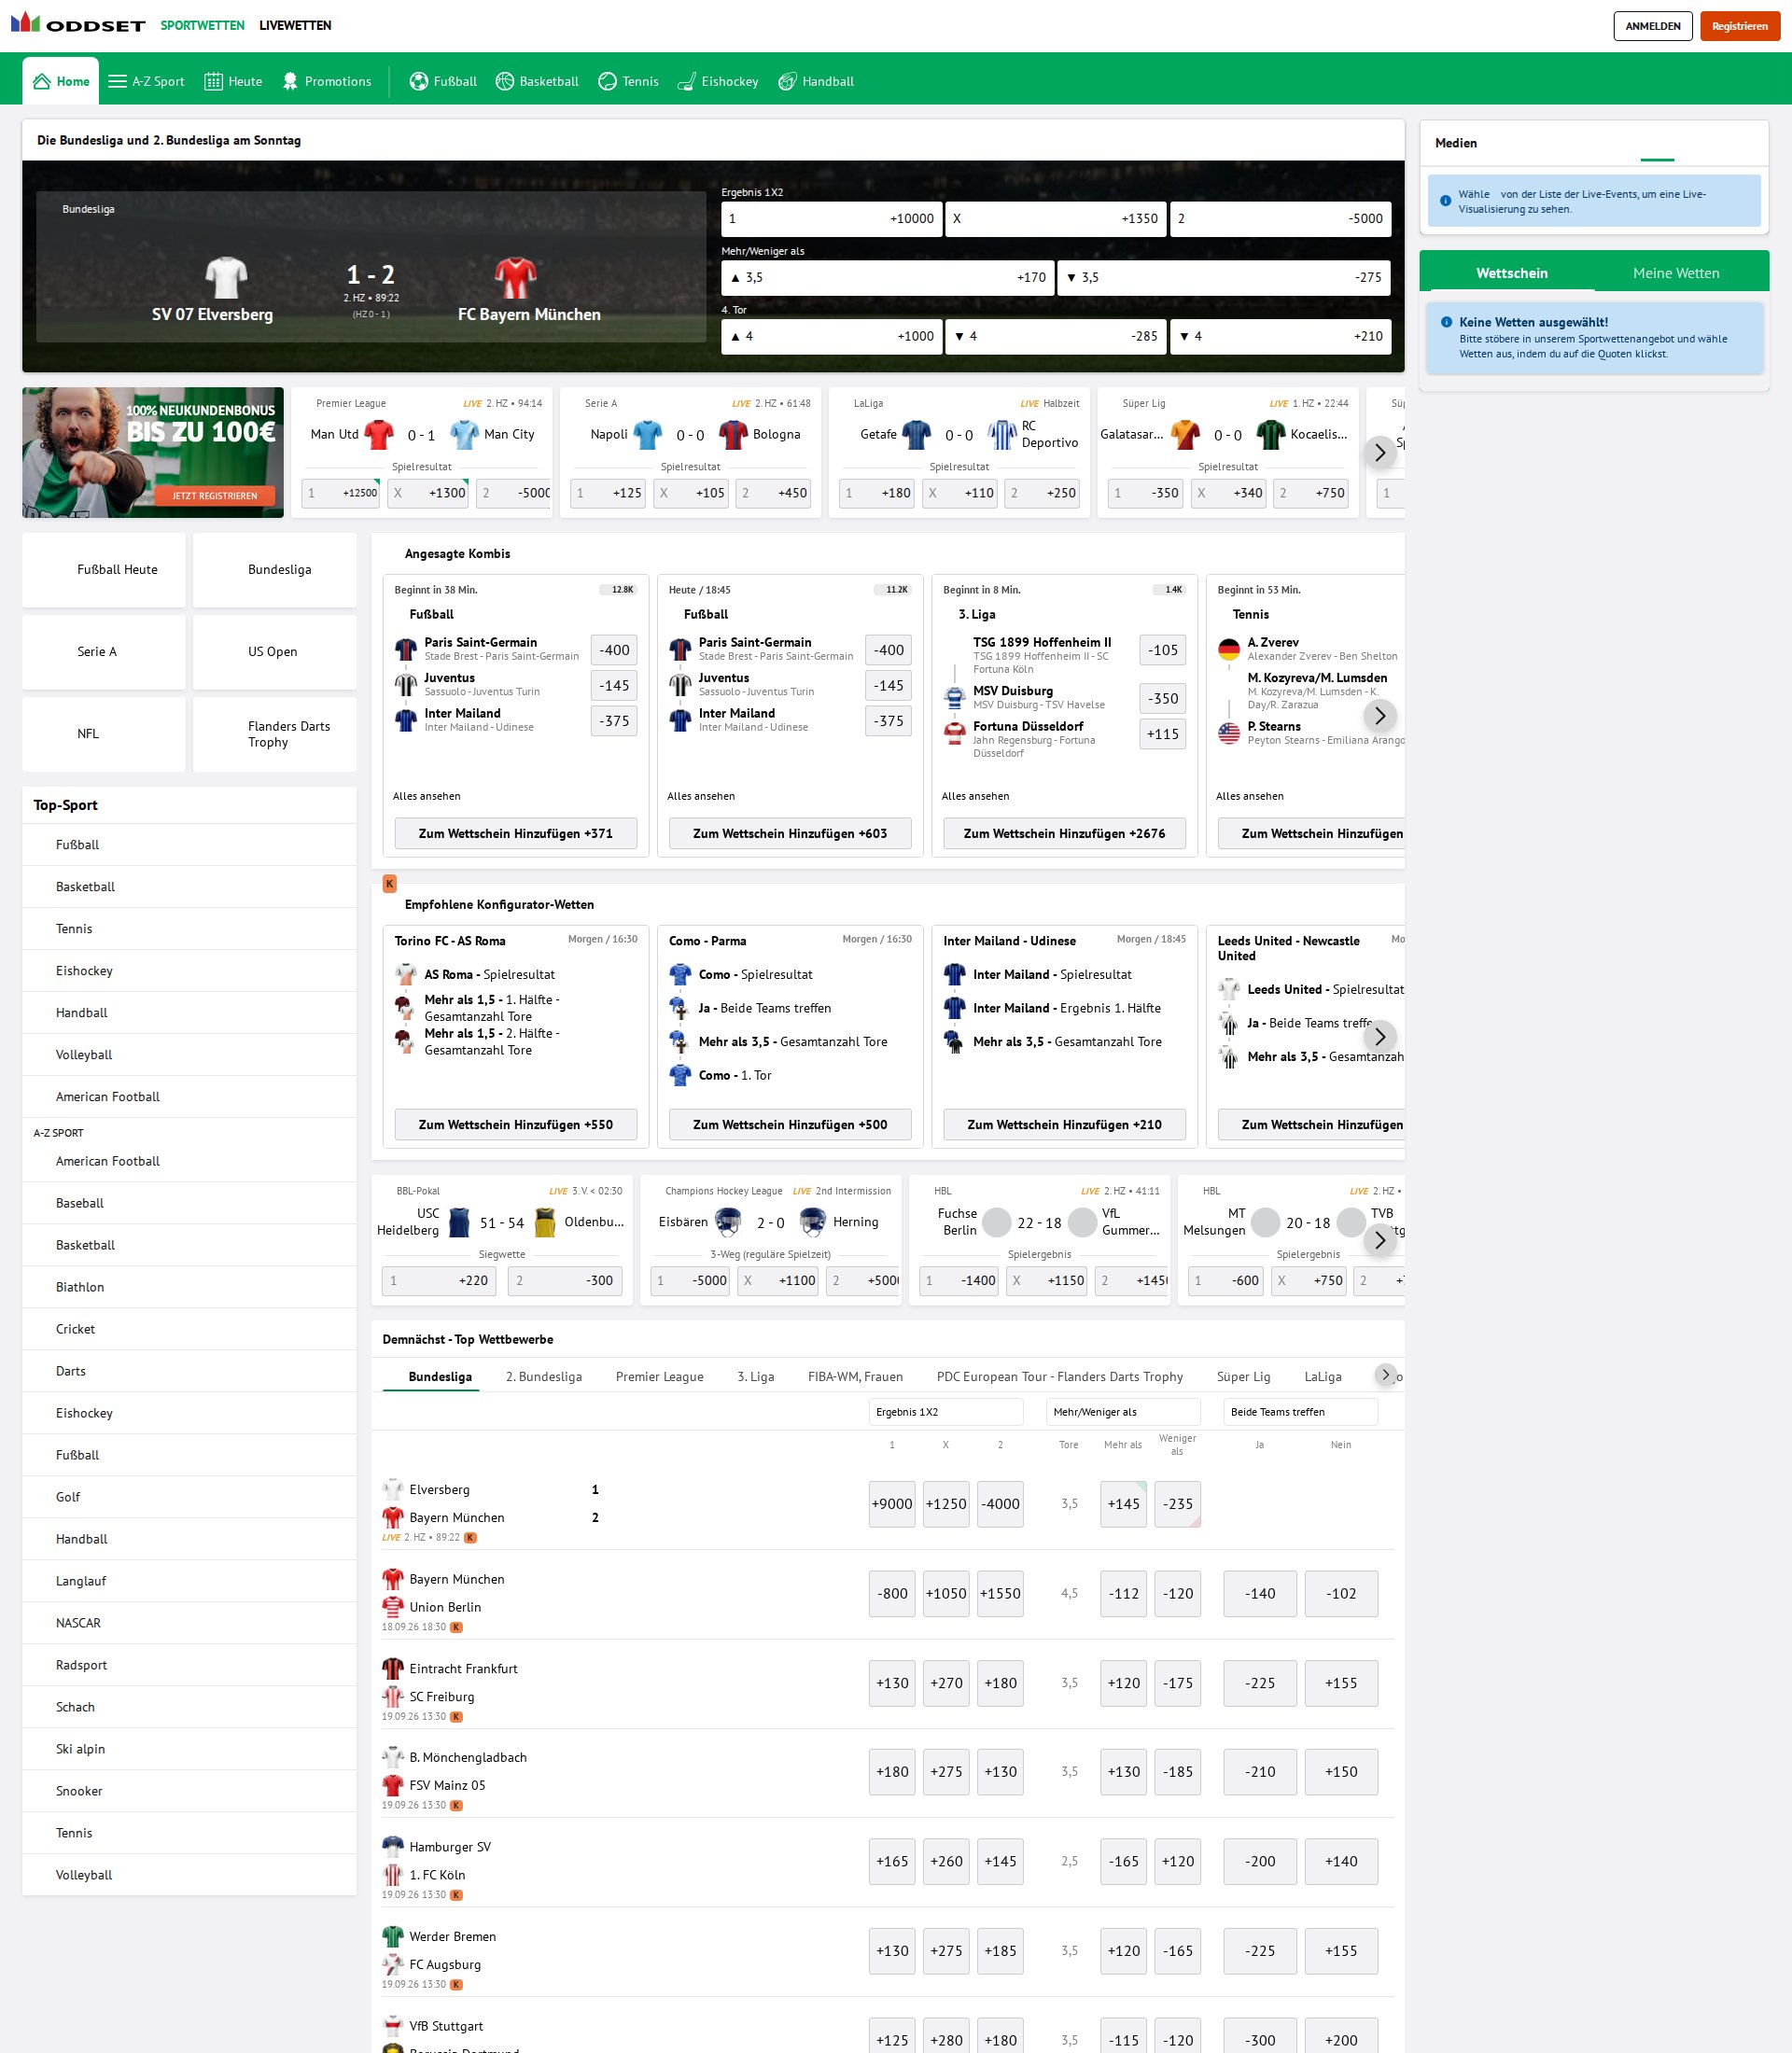 ODDSET
SPORTWETTEN
LIVEWETTEN
ANMELDEN
Registrieren
Home
A-Z Sport
Heute
Promotions
Fußball
Basketball
Tennis
Eishockey
Handball
Die Bundesliga und 2. Bundesliga am Sonntag
Bundesliga
1 - 2
2. HZ • 89:22
(HZ 0 - 1)
SV 07 Elversberg
FC Bayern München
Ergebnis 1X2
1 +10000
X +1350
2 -5000
Mehr/Weniger als
▲ 3,5 +170
▼ 3,5 -275
4. Tor
▲ 4 +1000
▼ 4 -285
▼ 4 +210
Medien
Wähle von der Liste der Live-Events, um eine Live-
Visualisierung zu sehen.
Wettschein
Meine Wetten
Keine Wetten ausgewählt!
Bitte stöbere in unserem Sportwettenangebot und wähle
Wetten aus, indem du auf die Quoten klickst.
100% NEUKUNDENBONUS
BIS ZU 100€
JETZT REGISTRIEREN
Premier League
LIVE 2. HZ • 94:14
Man Utd 0 - 1 Man City
Spielresultat
1 +12500
X +1300
2 -5000
Serie A
LIVE 2. HZ • 61:48
Napoli 0 - 0 Bologna
Spielresultat
1 +125
X +105
2 +450
LaLiga
LIVE Halbzeit
Getafe 0 - 0 RC
Deportivo
Spielresultat
1 +180
X +110
2 +250
Süper Lig
LIVE 1. HZ • 22:44
Galatasar... 0 - 0 Kocaelis...
Spielresultat
1 -350
X +340
2 +750
1
Fußball Heute
Bundesliga
Serie A
US Open
NFL
Flanders Darts
Trophy
Top-Sport
Fußball
Basketball
Tennis
Eishockey
Handball
Volleyball
American Football
A-Z SPORT
American Football
Baseball
Basketball
Biathlon
Cricket
Darts
Eishockey
Fußball
Golf
Handball
Langlauf
NASCAR
Radsport
Schach
Ski alpin
Snooker
Tennis
Volleyball
Angesagte Kombis
Beginnt in 38 Min. 12.8K
Fußball
Paris Saint-Germain -400
Stade Brest - Paris Saint-Germain
Juventus -145
Sassuolo - Juventus Turin
Inter Mailand -375
Inter Mailand - Udinese
Alles ansehen
Zum Wettschein Hinzufügen +371
Heute / 18:45 11.2K
Fußball
Paris Saint-Germain -400
Stade Brest - Paris Saint-Germain
Juventus -145
Sassuolo - Juventus Turin
Inter Mailand -375
Inter Mailand - Udinese
Alles ansehen
Zum Wettschein Hinzufügen +603
Beginnt in 8 Min. 1.4K
3. Liga
TSG 1899 Hoffenheim II -105
TSG 1899 Hoffenheim II - SC
Fortuna Köln
MSV Duisburg -350
MSV Duisburg - TSV Havelse
Fortuna Düsseldorf +115
Jahn Regensburg - Fortuna
Düsseldorf
Alles ansehen
Zum Wettschein Hinzufügen +2676
Beginnt in 53 Min.
Tennis
A. Zverev
Alexander Zverev - Ben Shelton
M. Kozyreva/M. Lumsden
M. Kozyreva/M. Lumsden - K.
Day/R. Zarazua
P. Stearns
Peyton Stearns - Emiliana Arango
Alles ansehen
Zum Wettschein Hinzufügen
K
Empfohlene Konfigurator-Wetten
Torino FC - AS Roma Morgen / 16:30
AS Roma - Spielresultat
Mehr als 1,5 - 1. Hälfte -
Gesamtanzahl Tore
Mehr als 1,5 - 2. Hälfte -
Gesamtanzahl Tore
Zum Wettschein Hinzufügen +550
Como - Parma Morgen / 16:30
Como - Spielresultat
Ja - Beide Teams treffen
Mehr als 3,5 - Gesamtanzahl Tore
Como - 1. Tor
Zum Wettschein Hinzufügen +500
Inter Mailand - Udinese Morgen / 18:45
Inter Mailand - Spielresultat
Inter Mailand - Ergebnis 1. Hälfte
Mehr als 3,5 - Gesamtanzahl Tore
Zum Wettschein Hinzufügen +210
Leeds United - Newcastle
United
Leeds United - Spielresultat
Ja - Beide Teams
Mehr als 3,5 -
Zum Wettschein Hinzufügen
BBL-Pokal LIVE 3. V. < 02:30
USC
Heidelberg 51 - 54 Oldenbu...
Siegwette
1 +220
2 -300
Champions Hockey League LIVE 2nd Intermission
Eisbären 2 - 0 Herning
3-Weg (reguläre Spielzeit)
1 -5000
X +1100
2
HBL LIVE 2. HZ • 41:11
Fuchse
Berlin 22 - 18 VfL
Gummer...
Spielergebnis
1 -1400
X +1150
2
HBL LIVE 2. HZ •
MT
Melsungen 20 - 18 TVB
Spielergebnis
1 -600
X +750
2
Demnächst - Top Wettbewerbe
Bundesliga
2. Bundesliga
Premier League
3. Liga
FIBA-WM, Frauen
PDC European Tour - Flanders Darts Trophy
Süper Lig
LaLiga
Ergebnis 1X2
Mehr/Weniger als
Beide Teams treffen
1 X 2 Tore Mehr als Weniger
als Ja Nein
Elversberg 1
Bayern München 2
LIVE 2. HZ • 89:22 K
+9000 +1250 -4000 3,5 +145 -235
Bayern München
Union Berlin
18.09.26 18:30 K
-800 +1050 +1550 4,5 -112 -120 -140 -102
Eintracht Frankfurt
SC Freiburg
19.09.26 13:30 K
+130 +270 +180 3,5 +120 -175 -225 +155
B. Mönchengladbach
FSV Mainz 05
19.09.26 13:30 K
+180 +275 +130 3,5 +130 -185 -210 +150
Hamburger SV
1. FC Köln
19.09.26 13:30 K
+165 +260 +145 2,5 -165 +120 -200 +140
Werder Bremen
FC Augsburg
19.09.26 13:30 K
+130 +275 +185 3,5 +120 -165 -225 +155
VfB Stuttgart
Borussia Dortmund
+125 +280 +180 3,5 -115 -120 -300 +200